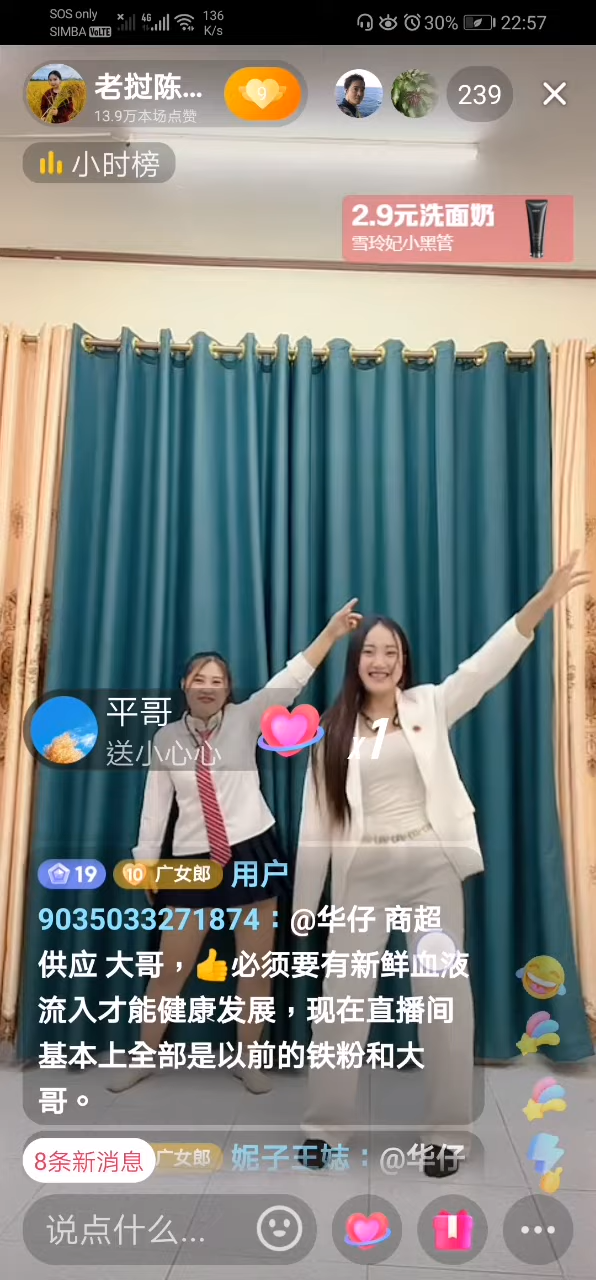 SOS only
SIMBA VoLTE
4G
136
K/s
30%
22:57
老挝陈...
13.9万本场点赞
9
239
小时榜
2.9元洗面奶
雪玲妃小黑管
平哥
送小心心
x1
19 10 广女郎 用户
9035033271874：@华仔 商超
供应 大哥，👍必须要有新鲜血液
流入才能健康发展，现在直播间
基本上全部是以前的铁粉和大
哥。
8条新消息 广女郎 妮子王娡：@华仔
说点什么...